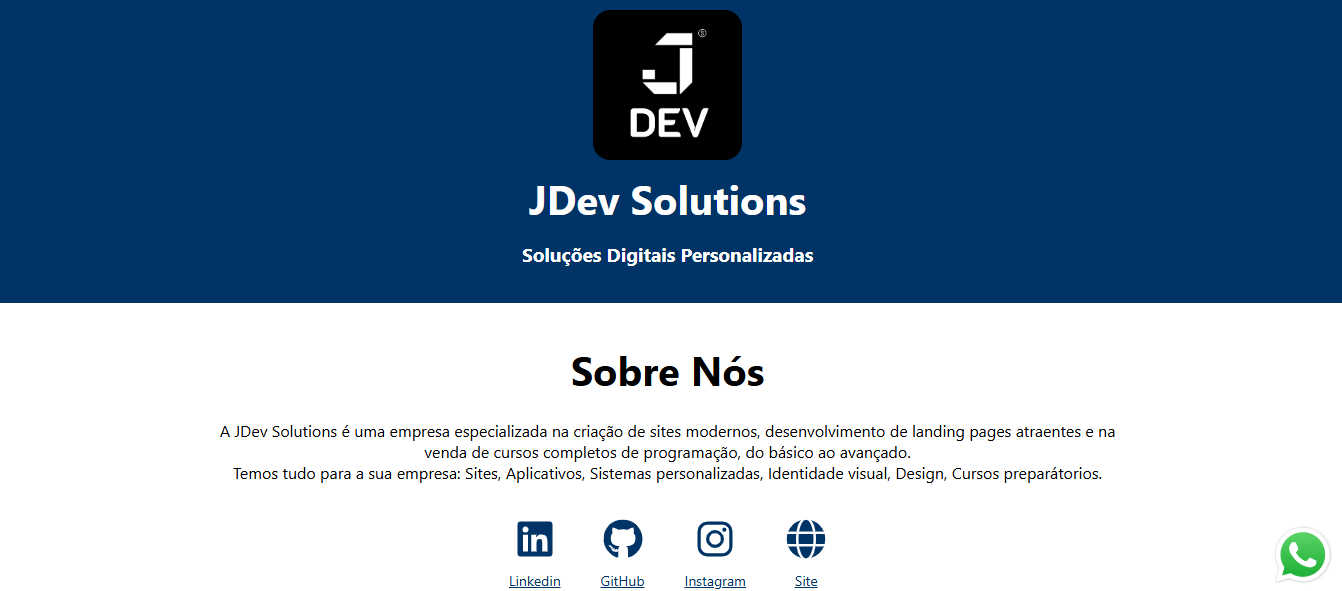 J
DEV
JDev Solutions
Soluções Digitais Personalizadas
Sobre Nós
A JDev Solutions é uma empresa especializada na criação de sites modernos, desenvolvimento de landing pages atraentes e na
venda de cursos completos de programação, do básico ao avançado.
Temos tudo para a sua empresa: Sites, Aplicativos, Sistemas personalizadas, Identidade visual, Design, Cursos preparátorios.
in
Linkedin GitHub Instagram Site